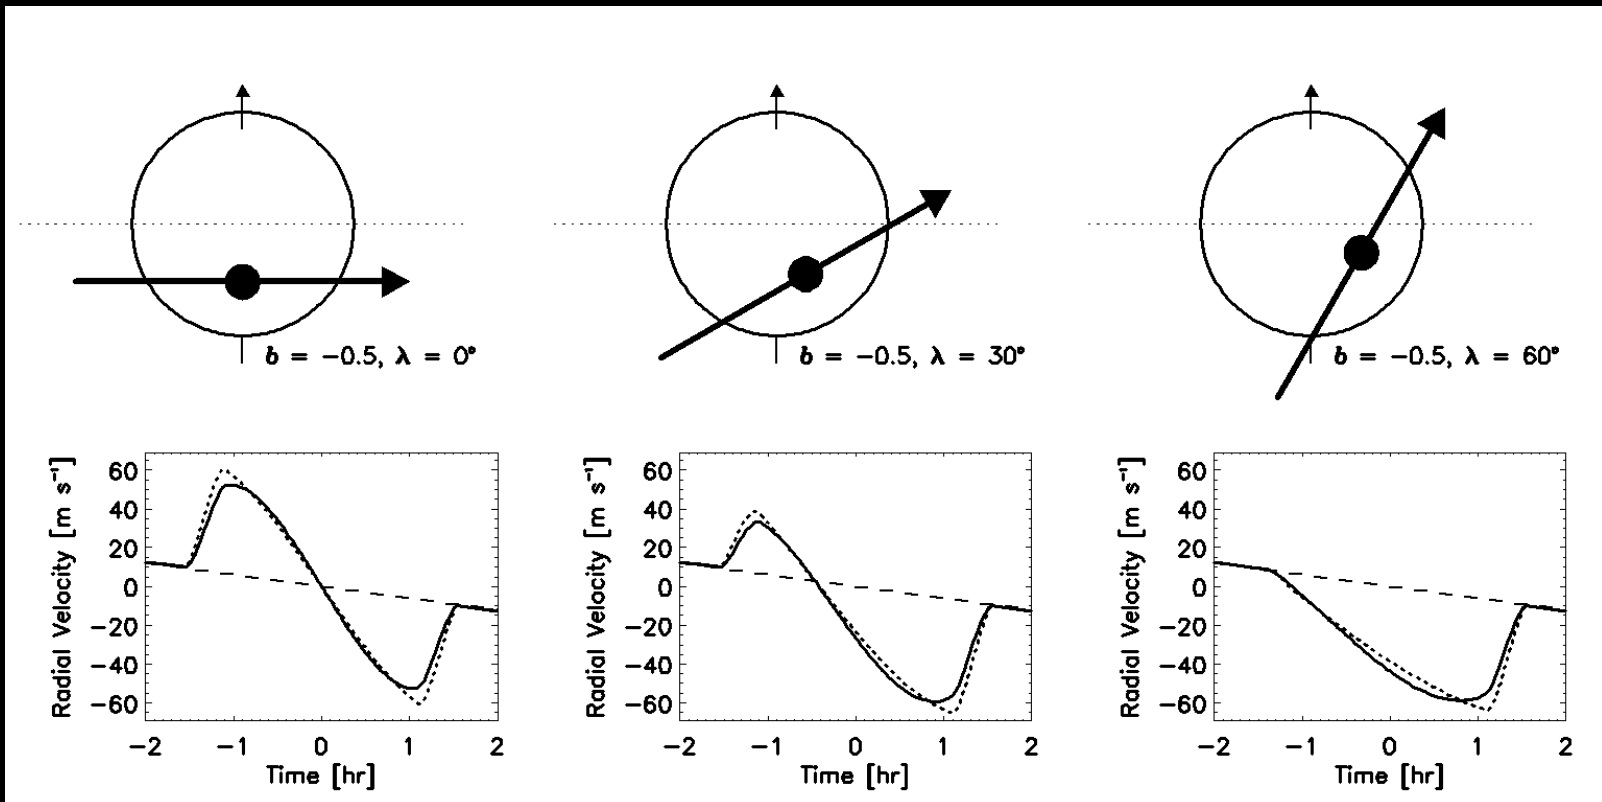 b = −0.5, λ = 0°
b = −0.5, λ = 30°
b = −0.5, λ = 60°
Radial Velocity [m s⁻¹]
60
40
20
0
−20
−40
−60
−2 −1 0 1 2
Time [hr]
Radial Velocity [m s⁻¹]
60
40
20
0
−20
−40
−60
−2 −1 0 1 2
Time [hr]
Radial Velocity [m s⁻¹]
60
40
20
0
−20
−40
−60
−2 −1 0 1 2
Time [hr]